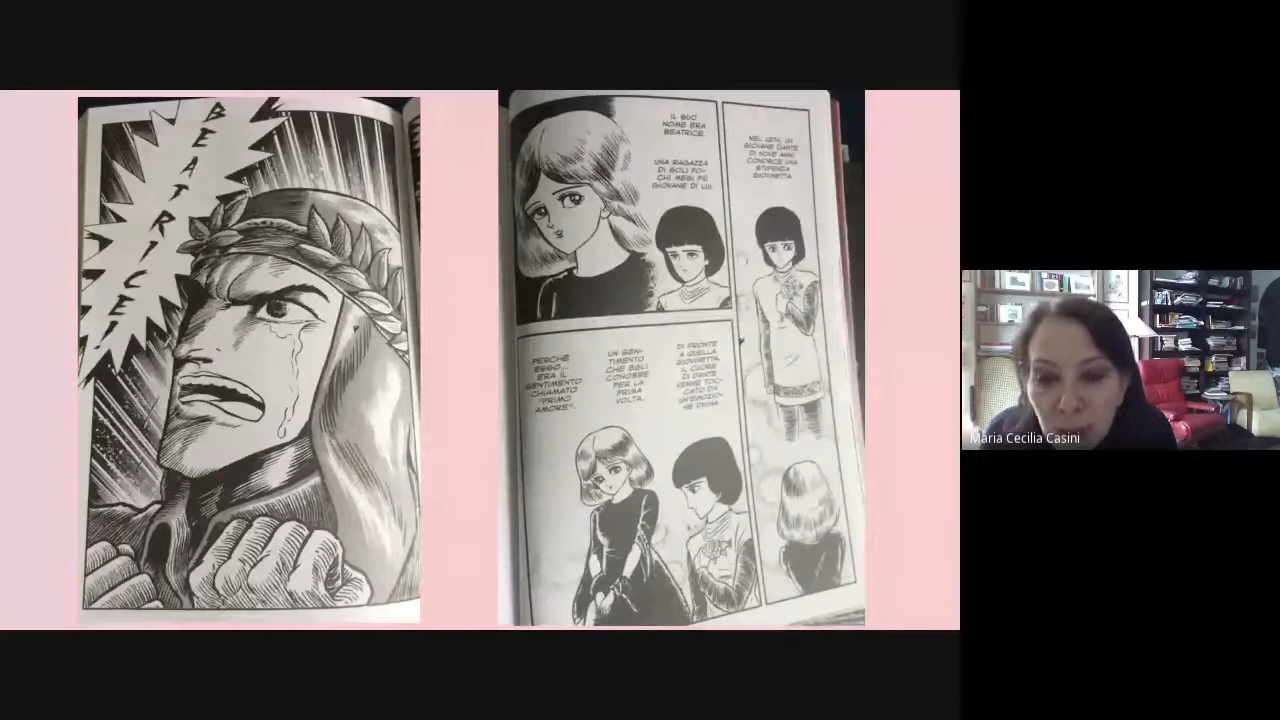 BEATRICE!
IL SUO
NOME ERA
BEATRICE.
UNA RAGAZZA
DI SOLI PO-
CHI MESI PIÙ
GIOVANE DI LUI.
NEL 1274, UN
GIOVANE DANTE
DI NOVE ANNI
CONOSCE UNA
STUPENDA
GIOVINETTA.
DI FRONTE
A QUELLA
GIOVINETTA,
IL CUORE
DI DANTE
VENNE TOC-
CATO DA
UN'EMOZIO-
NE DIVINA.
UN SEN-
TIMENTO
CHE EGLI
CONOBBE
PER LA
PRIMA
VOLTA.
PERCHÉ
ESSO...
ERA IL
SENTIMENTO
CHIAMATO
"PRIMO
AMORE".
Maria Cecilia Casini